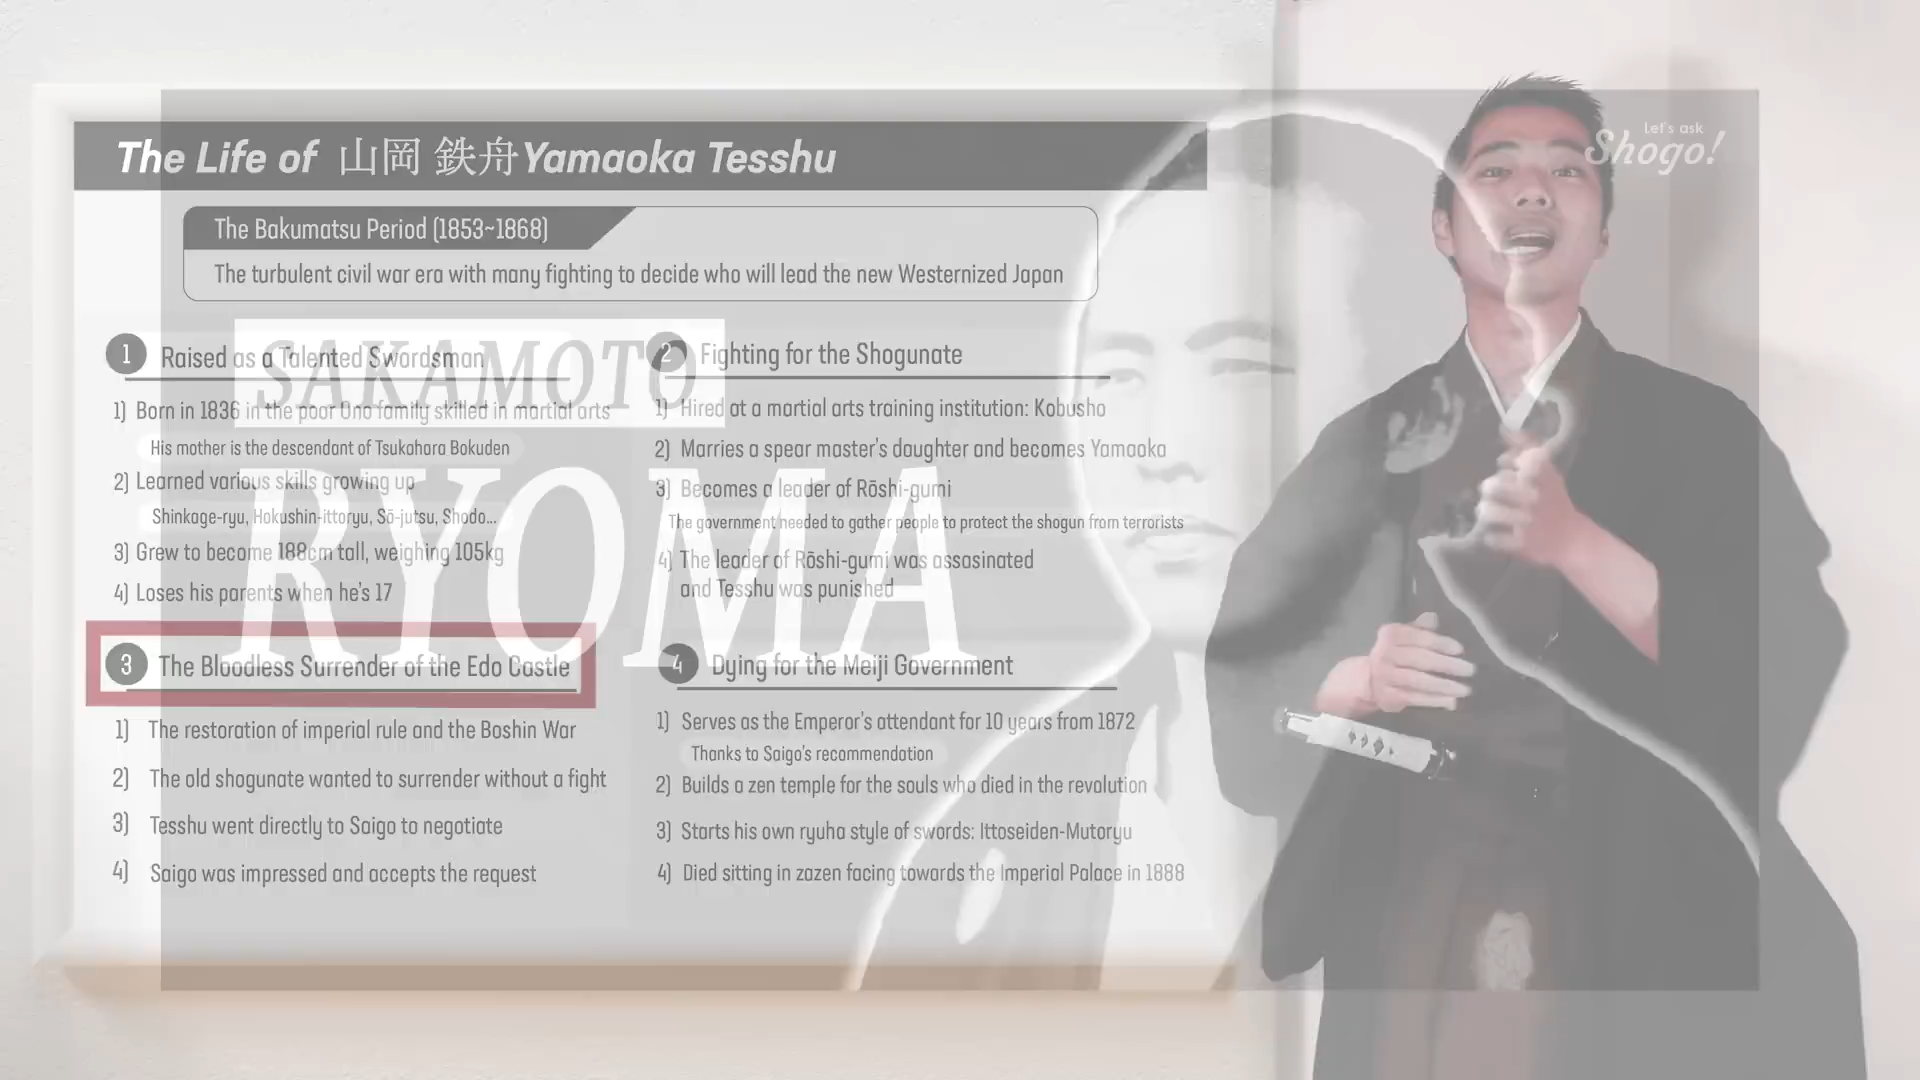 Let's ask
Shogo!
The Life of 山岡 鉄舟 Yamaoka Tesshu
The Bakumatsu Period (1853~1868)
The turbulent civil war era with many fighting to decide who will lead the new Westernized Japan
SAKAMOTO
RYOMA
1 Raised as a Talented Swordsman
1) Born in 1836 in the poor Ono family skilled in martial arts
His mother is the descendant of Tsukahara Bokuden
2) Learned various skills growing up
Shinkage-ryu, Hokushin-ittoryu, Sō-jutsu, Shodo...
3) Grew to become 188cm tall, weighing 105kg
4) Loses his parents when he's 17
2 Fighting for the Shogunate
1) Hired at a martial arts training institution: Kobusho
2) Marries a spear master's daughter and becomes Yamaoka
3) Becomes a leader of Rōshi-gumi
The government needed to gather people to protect the shogun from terrorists
4) The leader of Rōshi-gumi was assasinated
and Tesshu was punished
3 The Bloodless Surrender of the Edo Castle
1) The restoration of imperial rule and the Boshin War
2) The old shogunate wanted to surrender without a fight
3) Tesshu went directly to Saigo to negotiate
4) Saigo was impressed and accepts the request
4 Dying for the Meiji Government
1) Serves as the Emperor's attendant for 10 years from 1872
Thanks to Saigo's recommendation
2) Builds a zen temple for the souls who died in the revolution
3) Starts his own ryuha style of swords: Ittoseiden-Mutoryu
4) Died sitting in zazen facing towards the Imperial Palace in 1888